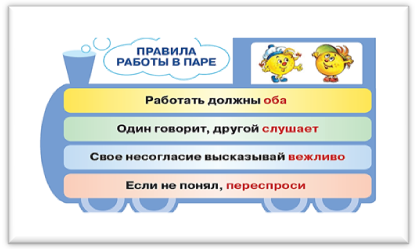 ПРАВИЛА
РАБОТЫ В ПАРЕ
Работать должны оба
Один говорит, другой слушает
Свое несогласие высказывай вежливо
Если не понял, переспроси